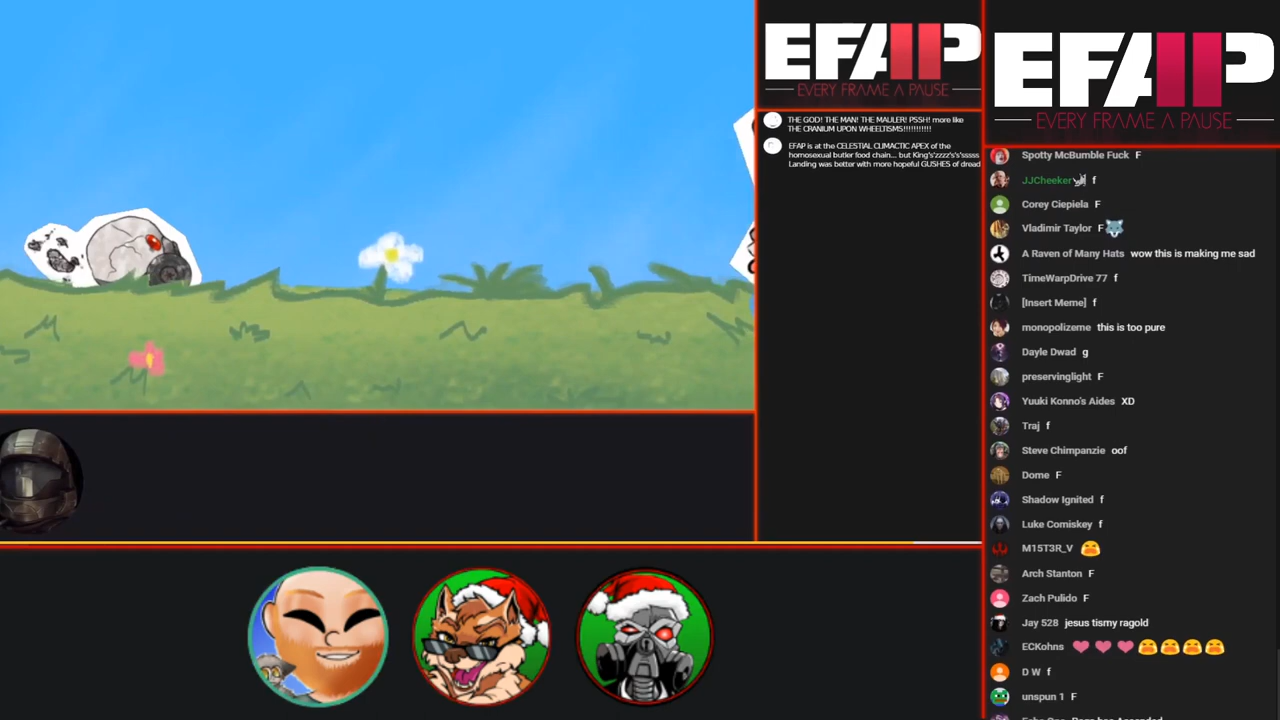 EFAP
EVERY FRAME A PAUSE
THE GOD! THE MAN! THE MAULER! PSSH! more like
THE CRANIUM UPON WHEELTISMS!!!!!!!!!!!
EFAP is at the CELESTIAL CLIMACTIC APEX of the
homosexual butler food chain... but King's'zzzz's'sssss
Landing was better with more hopeful GUSHES of dread
EFAP
EVERY FRAME A PAUSE
Spotty McBumble Fuck F
JJCheeker f
Corey Ciepiela F
Vladimir Taylor F
A Raven of Many Hats wow this is making me sad
TimeWarpDrive 77 f
[Insert Meme] f
monopolizeme this is too pure
Dayle Dwad g
preservinglight F
Yuuki Konno's Aides XD
Traj f
Steve Chimpanzie oof
Dome F
Shadow Ignited f
Luke Comiskey f
M15T3R_V
Arch Stanton F
Zach Pulido F
Jay 528 jesus tismy ragold
ECKohns
D W f
unspun 1 F